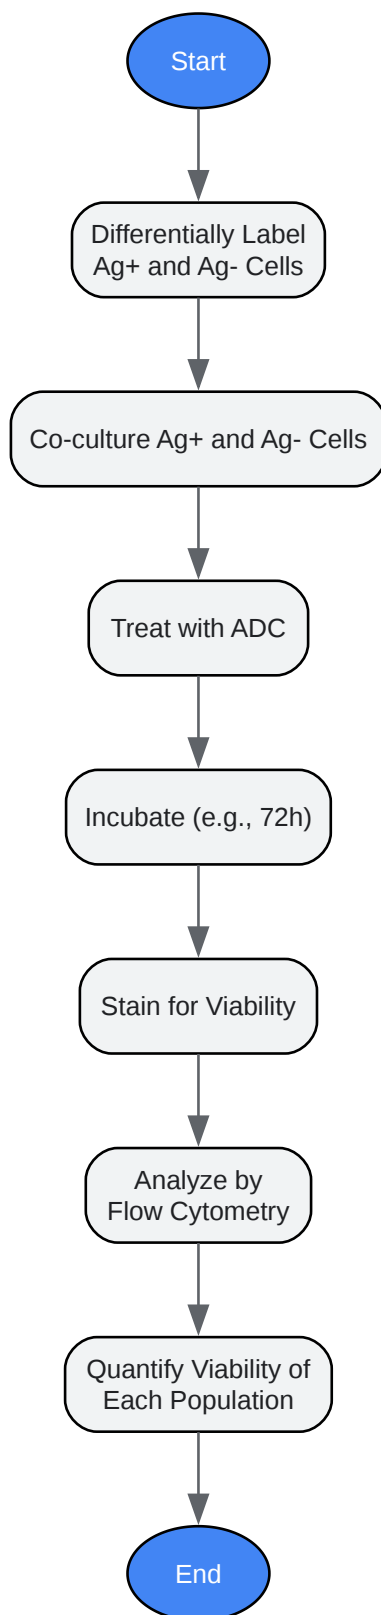 Start
Differentially Label
Ag+ and Ag- Cells
Co-culture Ag+ and Ag- Cells
Treat with ADC
Incubate (e.g., 72h)
Stain for Viability
Analyze by
Flow Cytometry
Quantify Viability of
Each Population
End